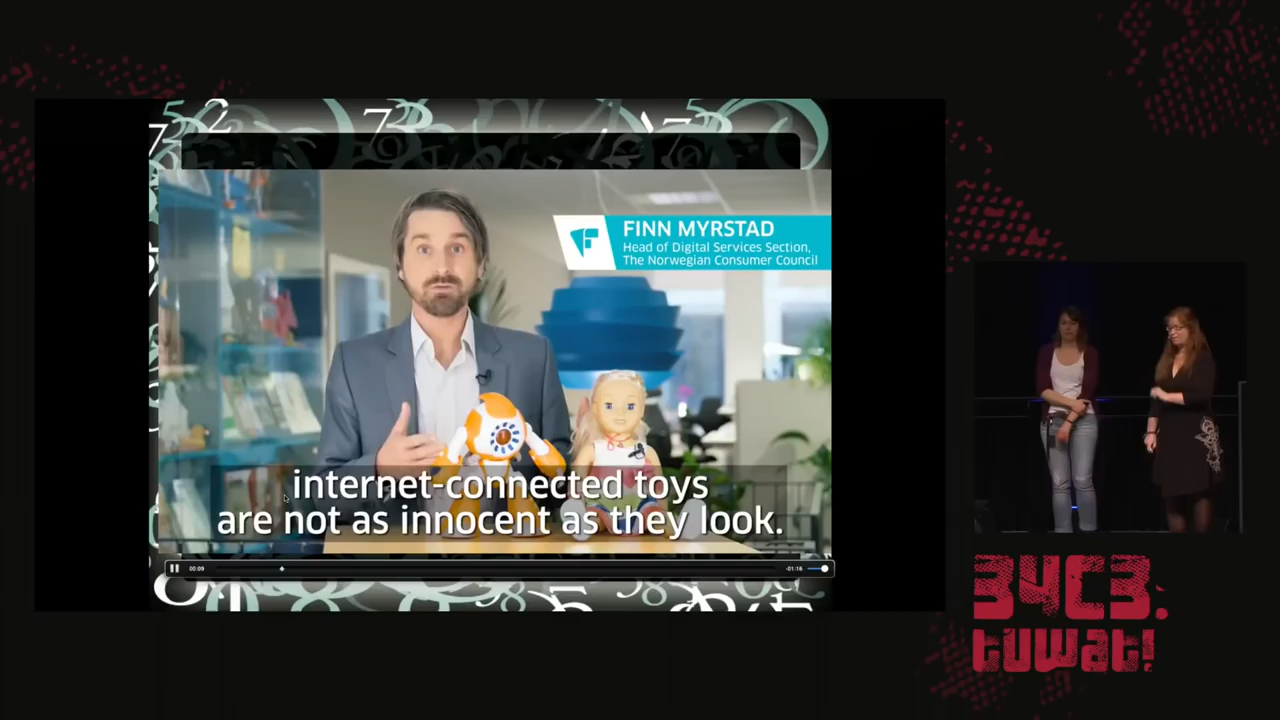 FINN MYRSTAD
Head of Digital Services Section,
The Norwegian Consumer Council
internet-connected toys
are not as innocent as they look.
00:09
-01:16
34C3.
tuwat!